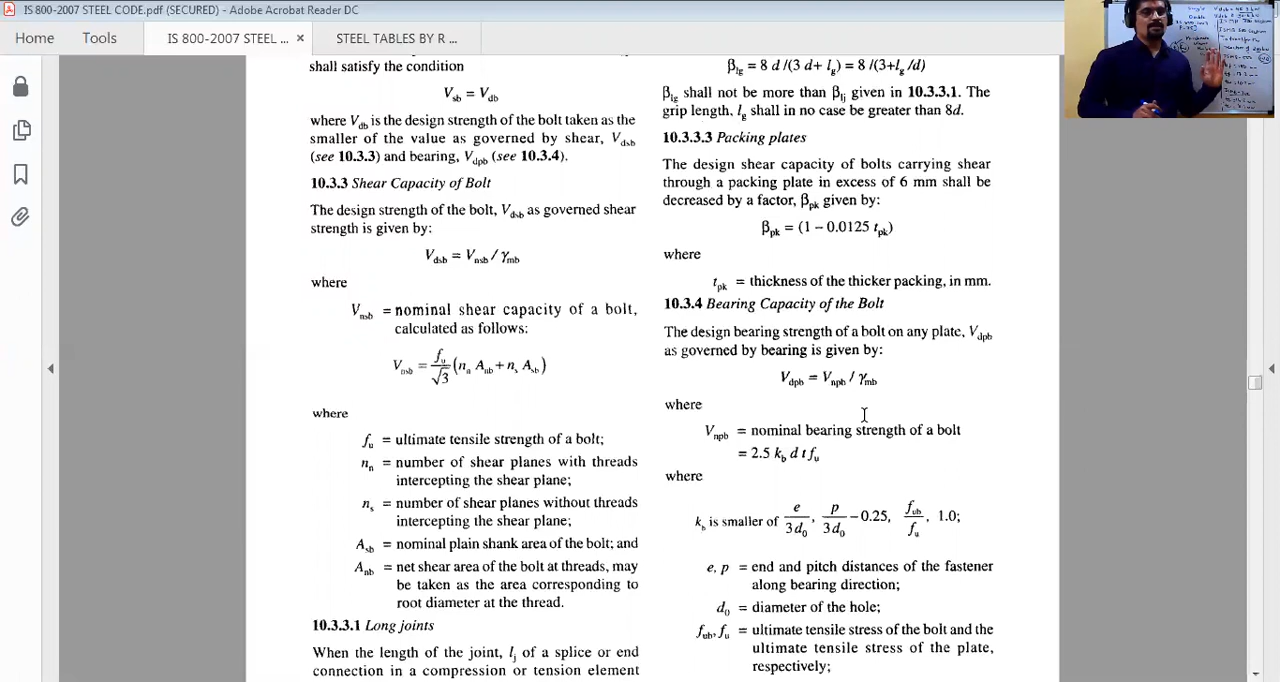 IS 800-2007 STEEL CODE.pdf (SECURED) - Adobe Acrobat Reader DC
Home Tools IS 800-2007 STEEL ... × STEEL TABLES BY R ...
shall satisfy the condition
V_sb = V_db
where V_db is the design strength of the bolt taken as the
smaller of the value as governed by shear, V_dsb
(see 10.3.3) and bearing, V_dpb (see 10.3.4).
10.3.3 Shear Capacity of Bolt
The design strength of the bolt, V_dsb as governed shear
strength is given by:
V_dsb = V_nsb / γ_mb
where
V_nsb = nominal shear capacity of a bolt,
calculated as follows:
V_nsb = f_u/√3 (n_n A_nb + n_s A_sb)
where
f_u = ultimate tensile strength of a bolt;
n_n = number of shear planes with threads
intercepting the shear plane;
n_s = number of shear planes without threads
intercepting the shear plane;
A_sb = nominal plain shank area of the bolt; and
A_nb = net shear area of the bolt at threads, may
be taken as the area corresponding to
root diameter at the thread.
10.3.3.1 Long joints
When the length of the joint, l_j of a splice or end
connection in a compression or tension element
β_lg = 8 d /(3 d + l_g) = 8 /(3+l_g/d)
β_lg shall not be more than β_lj given in 10.3.3.1. The
grip length, l_g shall in no case be greater than 8d.
10.3.3.3 Packing plates
The design shear capacity of bolts carrying shear
through a packing plate in excess of 6 mm shall be
decreased by a factor, β_pk given by:
β_pk = (1 − 0.0125 t_pk)
where
t_pk = thickness of the thicker packing, in mm.
10.3.4 Bearing Capacity of the Bolt
The design bearing strength of a bolt on any plate, V_dpb
as governed by bearing is given by:
V_dpb = V_npb / γ_mb
where
V_npb = nominal bearing strength of a bolt
= 2.5 k_b d t f_u
where
k_b is smaller of e/3d_0, p/3d_0 − 0.25, f_ub/f_u, 1.0;
e, p = end and pitch distances of the fastener
along bearing direction;
d_0 = diameter of the hole;
f_ub, f_u = ultimate tensile stress of the bolt and the
ultimate tensile stress of the plate,
respectively;